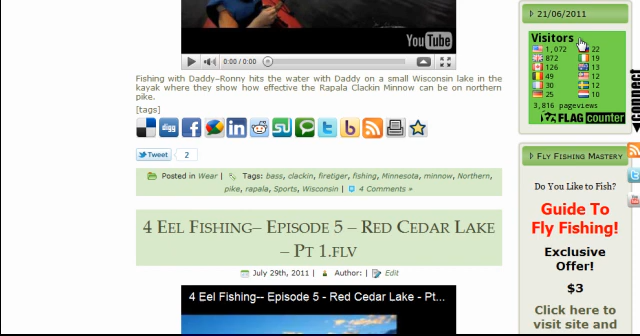 YouTube
0:00 / 0:00
Fishing with Daddy–Ronny hits the water with Daddy on a small Wisconsin lake in the
kayak where they show how effective the Rapala Clackin Minnow can be on northern
pike.
[tags]
digg
Tweet 2
Posted in Wear | Tags: bass, clackin, firetiger, fishing, Minnesota, minnow, Northern,
pike, rapala, Sports, Wisconsin | 4 Comments »
4 Eel Fishing– Episode 5 – Red Cedar Lake
– Pt 1.flv
July 29th, 2011 | Author: | Edit
4 Eel Fishing-- Episode 5 - Red Cedar Lake - Pt...
21/06/2011
Visitors
1,072 22
872 19
126 13
49 12
30 12
25 10
3,816 pageviews
FLAG counter
connect
Fly Fishing Mastery
Do You Like to Fish?
Guide To
Fly Fishing!
Exclusive
Offer!
$3
Click here to
visit site and